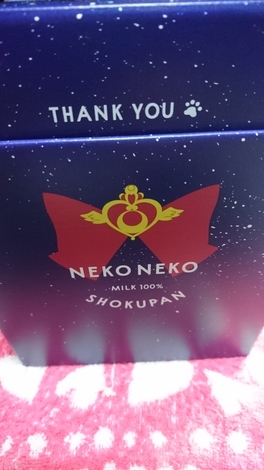 THANK YOU
NEKO NEKO
MILK 100%
SHOKUPAN